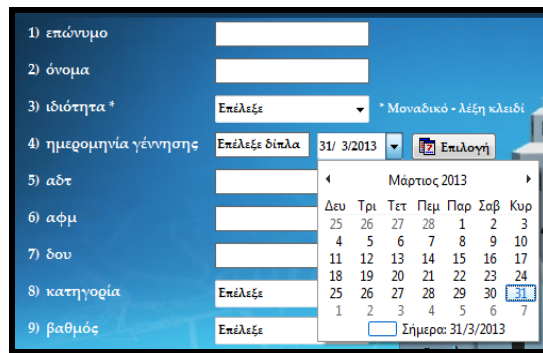 1) επώνυμο
2) όνομα
3) ιδιότητα * Επέλεξε * Μοναδικό - λέξη κλειδί
4) ημερομηνία γέννησης Επέλεξε δίπλα 31/ 3/2013 Επιλογή
5) αδτ
6) αφμ
7) δου
8) κατηγορία Επέλεξε
9) βαθμός Επέλεξε
Μάρτιος 2013
Δευ Τρι Τετ Πεμ Παρ Σαβ Κυρ
25 26 27 28 1 2 3
4 5 6 7 8 9 10
11 12 13 14 15 16 17
18 19 20 21 22 23 24
25 26 27 28 29 30 31
1 2 3 4 5 6 7
Σήμερα: 31/3/2013